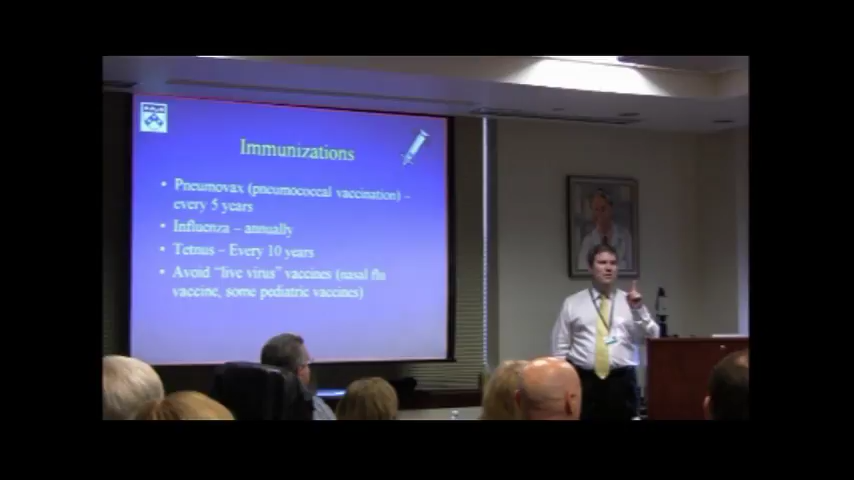 Immunizations
• Pneumovax (pneumococcal vaccination) –
every 5 years
• Influenza – annually
• Tetnus – Every 10 years
• Avoid "live virus" vaccines (nasal flu
vaccine, some pediatric vaccines)